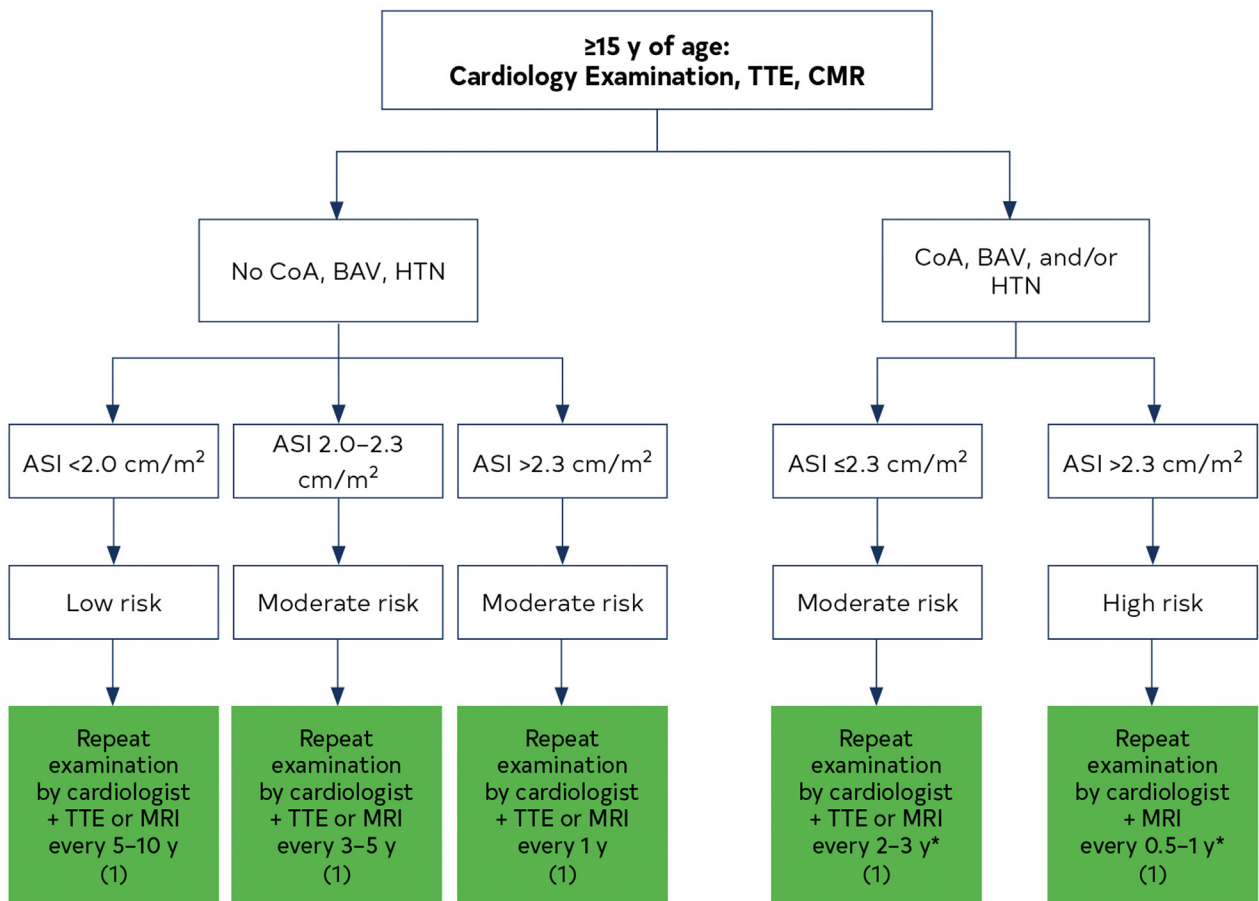 ≥15 y of age:
Cardiology Examination, TTE, CMR
No CoA, BAV, HTN
CoA, BAV, and/or
HTN
ASI <2.0 cm/m²
ASI 2.0–2.3
cm/m²
ASI >2.3 cm/m²
ASI ≤2.3 cm/m²
ASI >2.3 cm/m²
Low risk
Moderate risk
Moderate risk
Moderate risk
High risk
Repeat
examination
by cardiologist
+ TTE or MRI
every 5–10 y
(1)
Repeat
examination
by cardiologist
+ TTE or MRI
every 3–5 y
(1)
Repeat
examination
by cardiologist
+ TTE or MRI
every 1 y
(1)
Repeat
examination
by cardiologist
+ TTE or MRI
every 2–3 y*
(1)
Repeat
examination
by cardiologist
+ MRI
every 0.5–1 y*
(1)